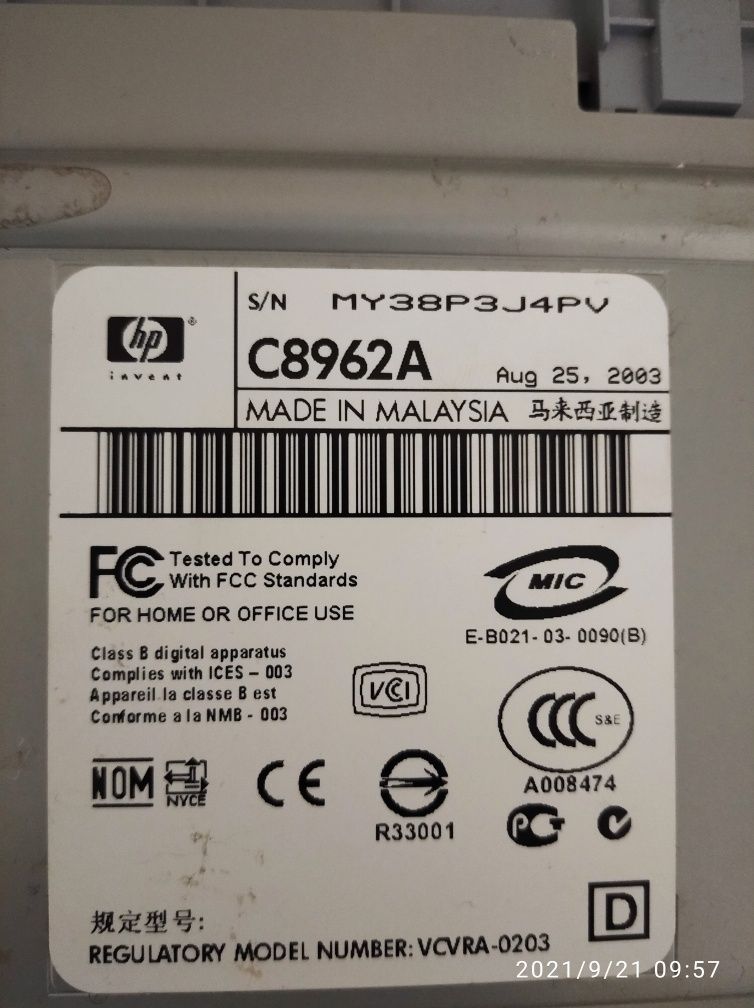 S/N MY38P3J4PV
hp ®
invent
C8962A Aug 25, 2003
MADE IN MALAYSIA 马来西亚制造
FC Tested To Comply
With FCC Standards
FOR HOME OR OFFICE USE
MIC
E-B021- 03- 0090(B)
Class B digital apparatus
Complies with ICES – 003
Appareil la classe B est
Conforme a la NMB - 003
VCI
CCC S&E
A008474
NOM NYCE CE
R33001
PCT
D
规定型号:
REGULATORY MODEL NUMBER: VCVRA-0203
2021/9/21 09:57